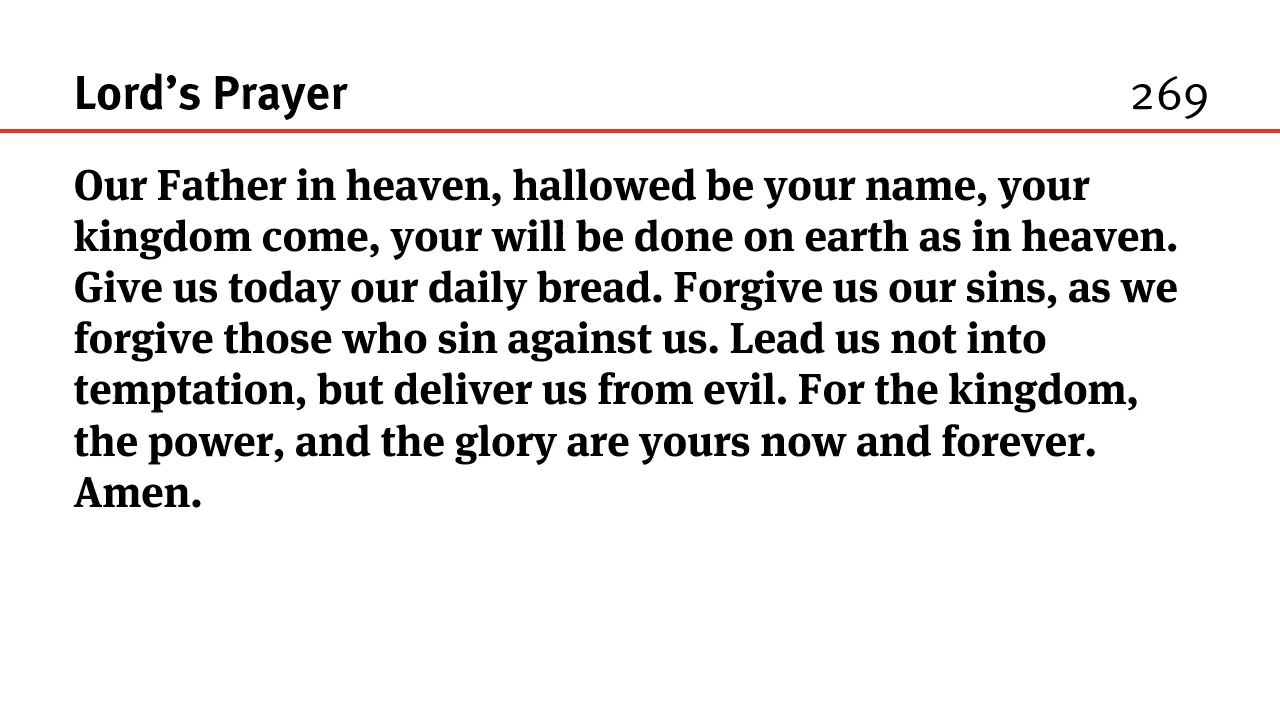 Lord’s Prayer 269
Our Father in heaven, hallowed be your name, your
kingdom come, your will be done on earth as in heaven.
Give us today our daily bread. Forgive us our sins, as we
forgive those who sin against us. Lead us not into
temptation, but deliver us from evil. For the kingdom,
the power, and the glory are yours now and forever.
Amen.